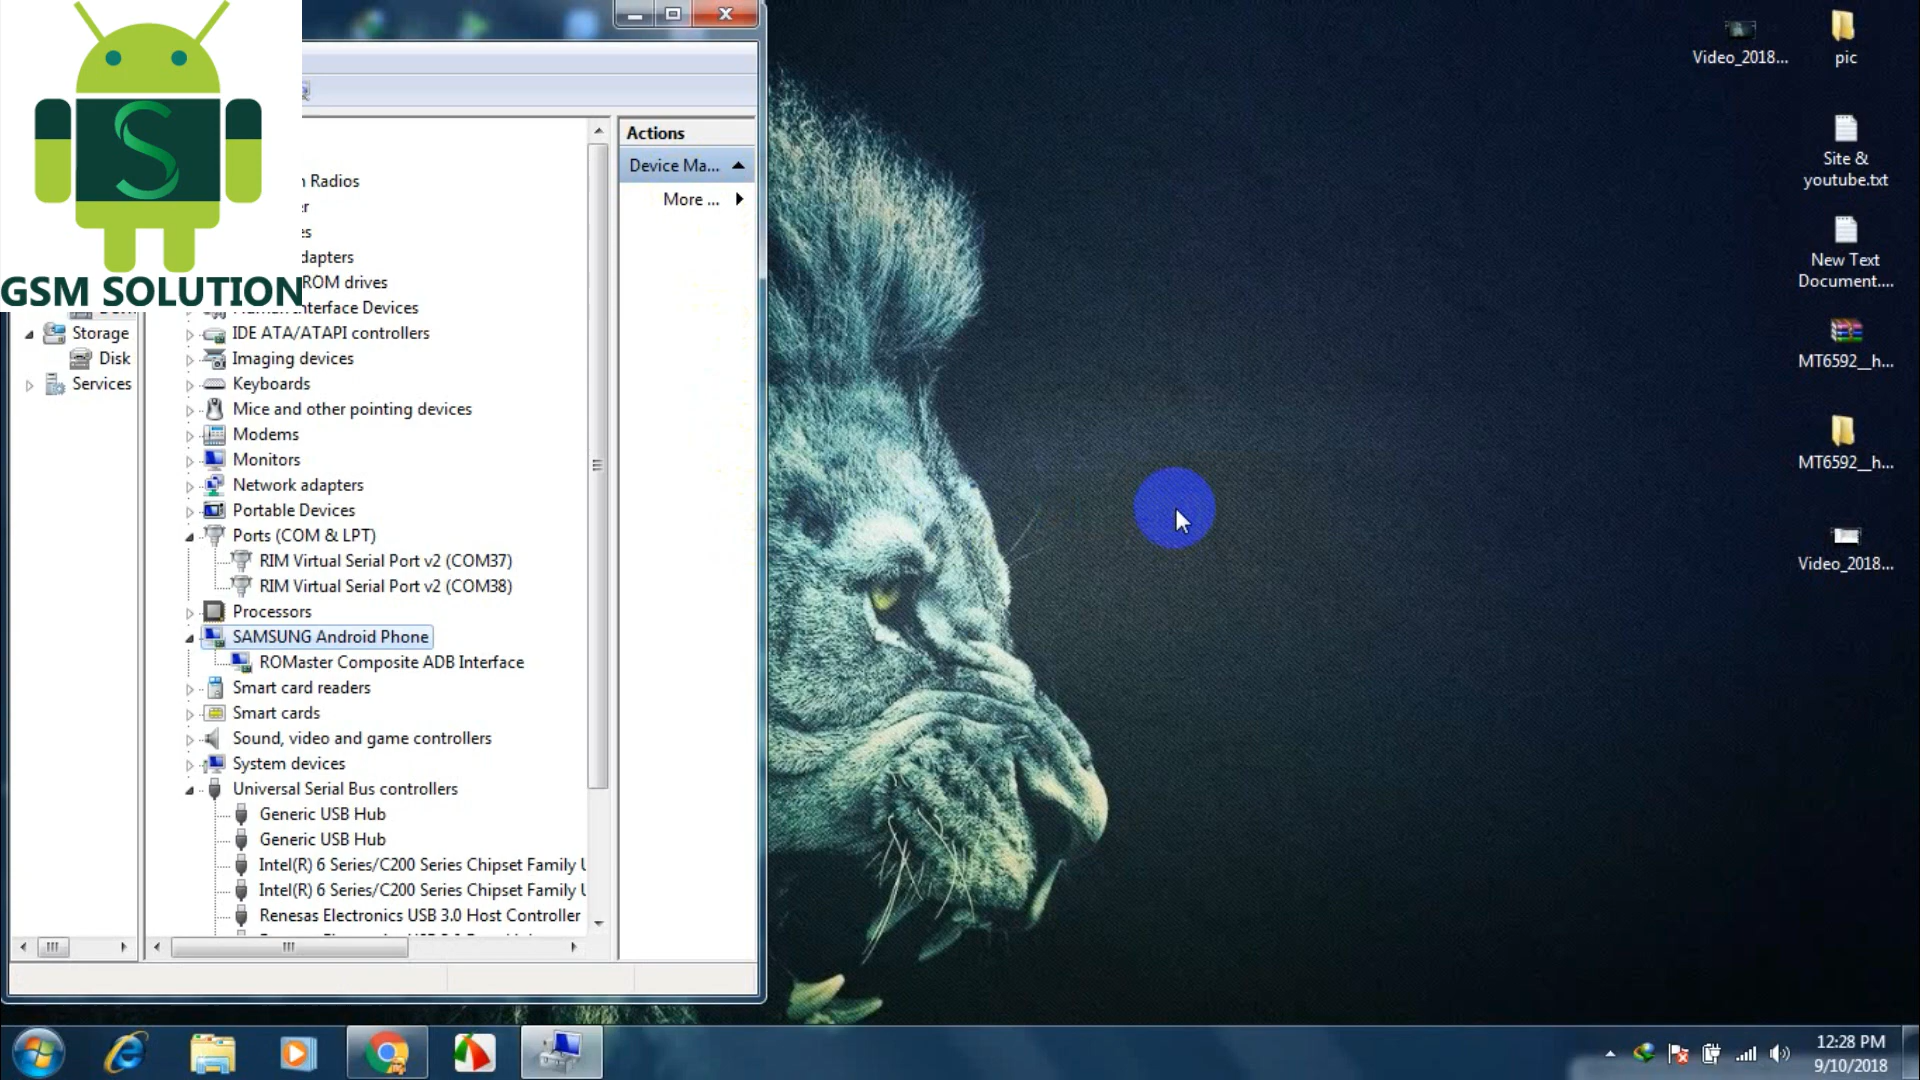 GSM SOLUTION
Radios
dapters
ROM drives
Human Interface Devices
IDE ATA/ATAPI controllers
Imaging devices
Keyboards
Mice and other pointing devices
Modems
Monitors
Network adapters
Portable Devices
Ports (COM & LPT)
RIM Virtual Serial Port v2 (COM37)
RIM Virtual Serial Port v2 (COM38)
Processors
SAMSUNG Android Phone
ROMaster Composite ADB Interface
Smart card readers
Smart cards
Sound, video and game controllers
System devices
Universal Serial Bus controllers
Generic USB Hub
Generic USB Hub
Intel(R) 6 Series/C200 Series Chipset Family U
Intel(R) 6 Series/C200 Series Chipset Family U
Renesas Electronics USB 3.0 Host Controller
Storage
Disk
Services
Actions
Device Ma...
More ...
Video_2018...
pic
Site &
youtube.txt
New Text
Document....
MT6592__h...
MT6592__h...
Video_2018...
12:28 PM
9/10/2018